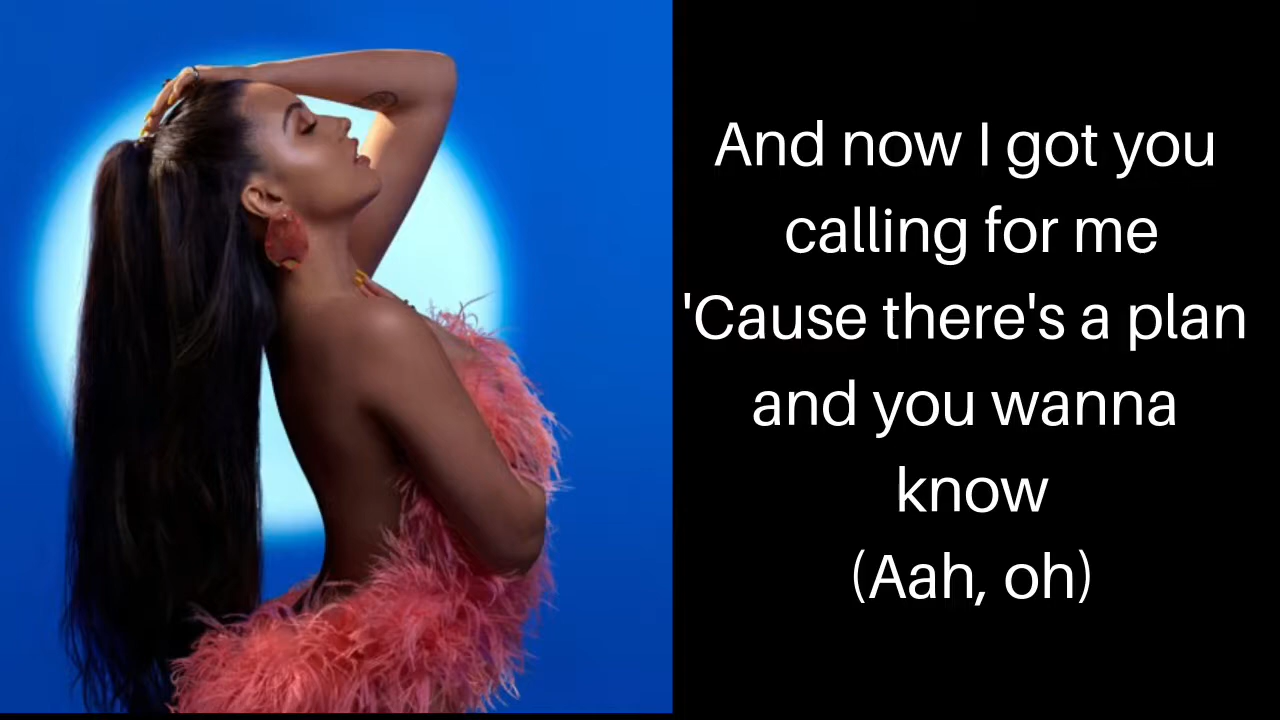 And now I got you
calling for me
'Cause there's a plan
and you wanna
know
(Aah, oh)